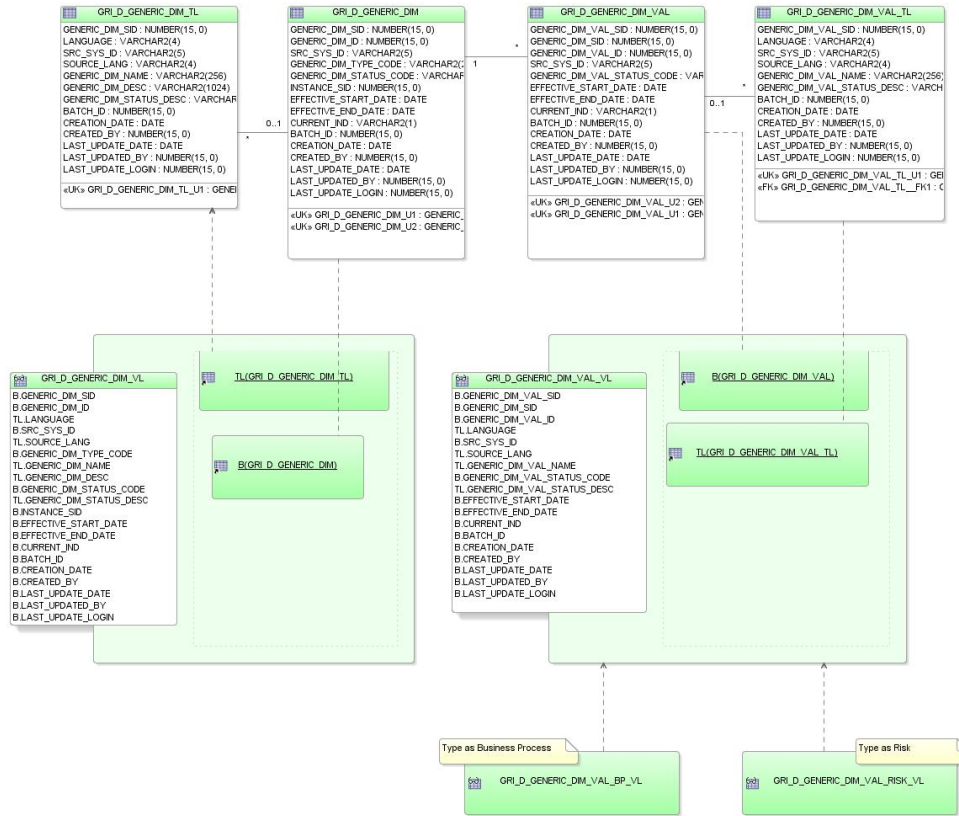 GRI_D_GENERIC_DIM_TL
GENERIC_DIM_SID : NUMBER(15, 0)
LANGUAGE : VARCHAR2(4)
SRC_SYS_ID : VARCHAR2(5)
SOURCE_LANG : VARCHAR2(4)
GENERIC_DIM_NAME : VARCHAR2(256)
GENERIC_DIM_DESC : VARCHAR2(1024)
GENERIC_DIM_STATUS_DESC : VARCHAR
BATCH_ID : NUMBER(15, 0)
CREATION_DATE : DATE
CREATED_BY : NUMBER(15, 0)
LAST_UPDATE_DATE : DATE
LAST_UPDATED_BY : NUMBER(15, 0)
LAST_UPDATE_LOGIN : NUMBER(15, 0)
«UK» GRI_D_GENERIC_DIM_TL_U1 : GENE
0..1
*
GRI_D_GENERIC_DIM
GENERIC_DIM_SID : NUMBER(15, 0)
GENERIC_DIM_ID : NUMBER(15, 0)
SRC_SYS_ID : VARCHAR2(5)
GENERIC_DIM_TYPE_CODE : VARCHAR2(
GENERIC_DIM_STATUS_CODE : VARCHAR
INSTANCE_SID : NUMBER(15, 0)
EFFECTIVE_START_DATE : DATE
EFFECTIVE_END_DATE : DATE
CURRENT_IND : VARCHAR2(1)
BATCH_ID : NUMBER(15, 0)
CREATION_DATE : DATE
CREATED_BY : NUMBER(15, 0)
LAST_UPDATE_DATE : DATE
LAST_UPDATED_BY : NUMBER(15, 0)
LAST_UPDATE_LOGIN : NUMBER(15, 0)
«UK» GRI_D_GENERIC_DIM_U1 : GENERIC_
«UK» GRI_D_GENERIC_DIM_U2 : GENERIC_
*
1
GRI_D_GENERIC_DIM_VAL
GENERIC_DIM_VAL_SID : NUMBER(15, 0)
GENERIC_DIM_SID : NUMBER(15, 0)
GENERIC_DIM_VAL_ID : NUMBER(15, 0)
SRC_SYS_ID : VARCHAR2(5)
GENERIC_DIM_VAL_STATUS_CODE : VAR
EFFECTIVE_START_DATE : DATE
EFFECTIVE_END_DATE : DATE
CURRENT_IND : VARCHAR2(1)
BATCH_ID : NUMBER(15, 0)
CREATION_DATE : DATE
CREATED_BY : NUMBER(15, 0)
LAST_UPDATE_DATE : DATE
LAST_UPDATED_BY : NUMBER(15, 0)
LAST_UPDATE_LOGIN : NUMBER(15, 0)
«UK» GRI_D_GENERIC_DIM_VAL_U2 : GEN
«UK» GRI_D_GENERIC_DIM_VAL_U1 : GEN
*
0..1
GRI_D_GENERIC_DIM_VAL_TL
GENERIC_DIM_VAL_SID : NUMBER(15, 0)
LANGUAGE : VARCHAR2(4)
SRC_SYS_ID : VARCHAR2(5)
SOURCE_LANG : VARCHAR2(4)
GENERIC_DIM_VAL_NAME : VARCHAR2(256)
GENERIC_DIM_VAL_STATUS_DESC : VARCH
BATCH_ID : NUMBER(15, 0)
CREATION_DATE : DATE
CREATED_BY : NUMBER(15, 0)
LAST_UPDATE_DATE : DATE
LAST_UPDATED_BY : NUMBER(15, 0)
LAST_UPDATE_LOGIN : NUMBER(15, 0)
«UK» GRI_D_GENERIC_DIM_VAL_TL_U1 : GEI
«FK» GRI_D_GENERIC_DIM_VAL_TL__FK1 : 
GRI_D_GENERIC_DIM_VL
B.GENERIC_DIM_SID
B.GENERIC_DIM_ID
TL.LANGUAGE
B.SRC_SYS_ID
TL.SOURCE_LANG
B.GENERIC_DIM_TYPE_CODE
TL.GENERIC_DIM_NAME
TL.GENERIC_DIM_DESC
B.GENERIC_DIM_STATUS_CODE
TL.GENERIC_DIM_STATUS_DESC
B.INSTANCE_SID
B.EFFECTIVE_START_DATE
B.EFFECTIVE_END_DATE
B.CURRENT_IND
B.BATCH_ID
B.CREATION_DATE
B.CREATED_BY
B.LAST_UPDATE_DATE
B.LAST_UPDATED_BY
B.LAST_UPDATE_LOGIN
TL(GRI_D_GENERIC_DIM_TL)
B(GRI_D_GENERIC_DIM)
GRI_D_GENERIC_DIM_VAL_VL
B.GENERIC_DIM_VAL_SID
B.GENERIC_DIM_SID
B.GENERIC_DIM_VAL_ID
TL.LANGUAGE
B.SRC_SYS_ID
TL.SOURCE_LANG
TL.GENERIC_DIM_VAL_NAME
B.GENERIC_DIM_VAL_STATUS_CODE
TL.GENERIC_DIM_VAL_STATUS_DESC
B.EFFECTIVE_START_DATE
B.EFFECTIVE_END_DATE
B.CURRENT_IND
B.BATCH_ID
B.CREATION_DATE
B.CREATED_BY
B.LAST_UPDATE_DATE
B.LAST_UPDATED_BY
B.LAST_UPDATE_LOGIN
B(GRI_D_GENERIC_DIM_VAL)
TL(GRI_D_GENERIC_DIM_VAL_TL)
Type as Business Process
GRI_D_GENERIC_DIM_VAL_BP_VL
Type as Risk
GRI_D_GENERIC_DIM_VAL_RISK_VL